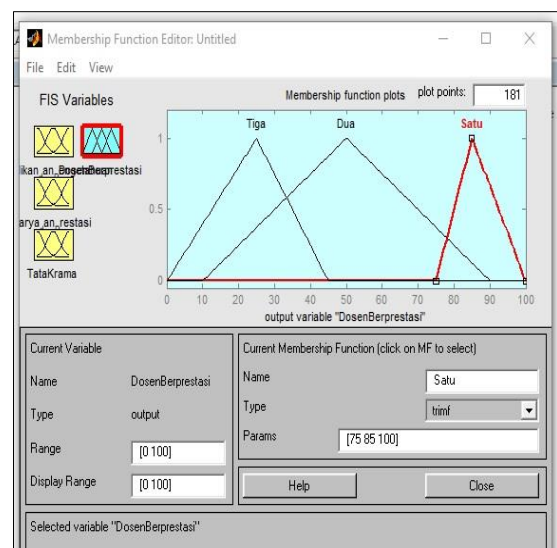 Membership Function Editor: Untitled
File Edit View
FIS Variables
Membership function plots
plot points:
181
Tiga
Dua
Satu
1
0.5
0
0 10 20 30 40 50 60 70 80 90 100
output variable "DosenBerprestasi"
arya_an_restasi
TataKrama
Current Variable
Name DosenBerprestasi
Type output
Range [0 100]
Display Range [0 100]
Current Membership Function (click on MF to select)
Name Satu
Type trimf
Params [75 85 100]
Help Close
Selected variable "DosenBerprestasi"